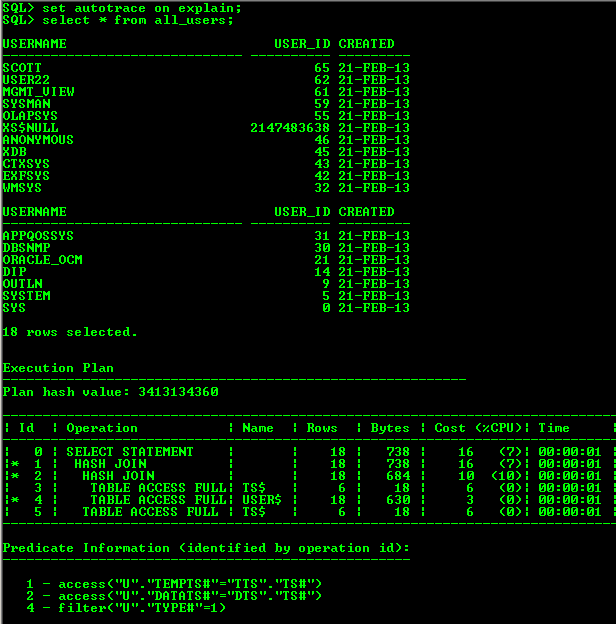 SQL> set autotrace on explain;
SQL> select * from all_users;
USERNAME                          USER_ID CREATED
------------------------------ ---------- ---------
SCOTT                                  65 21-FEB-13
USER22                                 62 21-FEB-13
MGMT_VIEW                              61 21-FEB-13
SYSMAN                                 59 21-FEB-13
OLAPSYS                                55 21-FEB-13
XS$NULL                        2147483638 21-FEB-13
ANONYMOUS                              46 21-FEB-13
XDB                                    45 21-FEB-13
CTXSYS                                 43 21-FEB-13
EXFSYS                                 42 21-FEB-13
WMSYS                                  32 21-FEB-13
USERNAME                          USER_ID CREATED
------------------------------ ---------- ---------
APPQOSSYS                              31 21-FEB-13
DBSNMP                                 30 21-FEB-13
ORACLE_OCM                             21 21-FEB-13
DIP                                    14 21-FEB-13
OUTLN                                   9 21-FEB-13
SYSTEM                                  5 21-FEB-13
SYS                                     0 21-FEB-13
18 rows selected.
Execution Plan
----------------------------------------------------------
Plan hash value: 3413134360
-----------------------------------------------------------------------------
| Id  | Operation           | Name  | Rows  | Bytes | Cost (%CPU)| Time     |
-----------------------------------------------------------------------------
|   0 | SELECT STATEMENT    |       |    18 |   738 |    16   (7)| 00:00:01 |
|*  1 |  HASH JOIN          |       |    18 |   738 |    16   (7)| 00:00:01 |
|*  2 |   HASH JOIN         |       |    18 |   684 |    10  (10)| 00:00:01 |
|   3 |    TABLE ACCESS FULL| TS$   |     6 |    18 |     6   (0)| 00:00:01 |
|*  4 |    TABLE ACCESS FULL| USER$ |    18 |   630 |     3   (0)| 00:00:01 |
|   5 |   TABLE ACCESS FULL | TS$   |     6 |    18 |     6   (0)| 00:00:01 |
-----------------------------------------------------------------------------
Predicate Information (identified by operation id):
---------------------------------------------------
1 - access("U"."TEMPTS#"="TTS"."TS#")
2 - access("U"."DATATS#"="DTS"."TS#")
4 - filter("U"."TYPE#"=1)